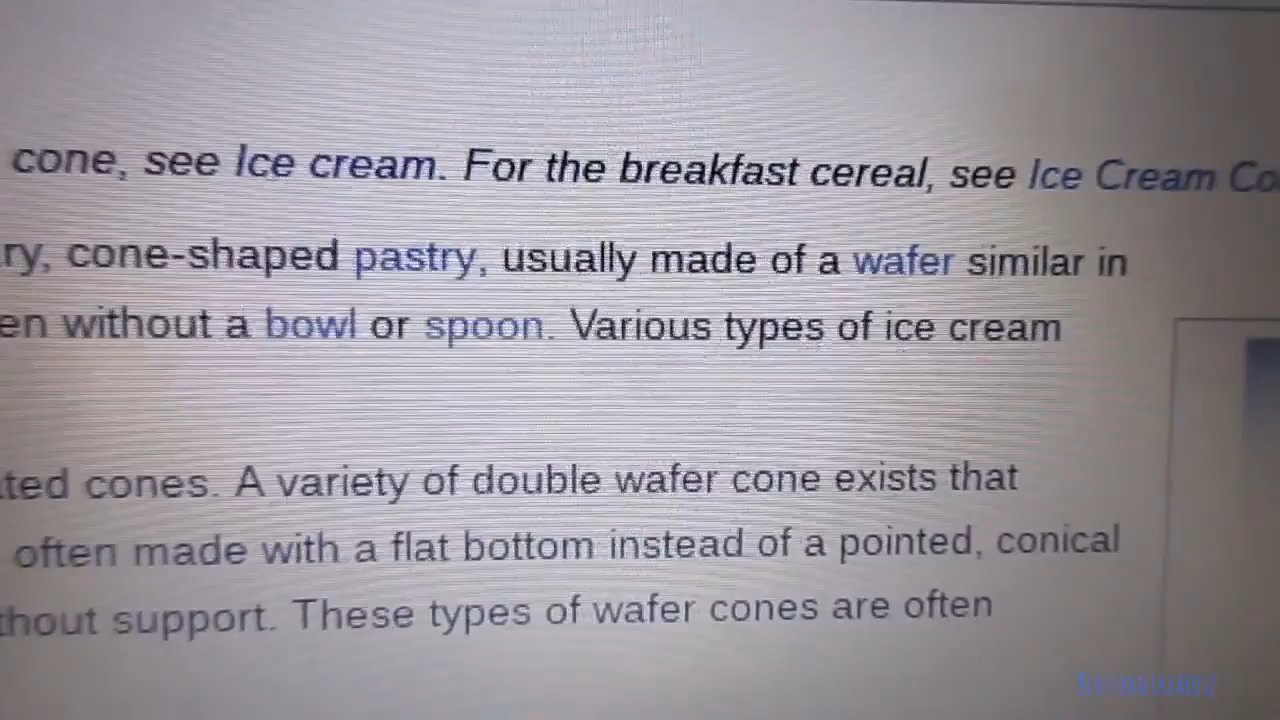 cone, see Ice cream. For the breakfast cereal, see Ice Cream Co
ry, cone-shaped pastry, usually made of a wafer similar in
en without a bowl or spoon. Various types of ice cream
ted cones. A variety of double wafer cone exists that
often made with a flat bottom instead of a pointed, conical
thout support. These types of wafer cones are often